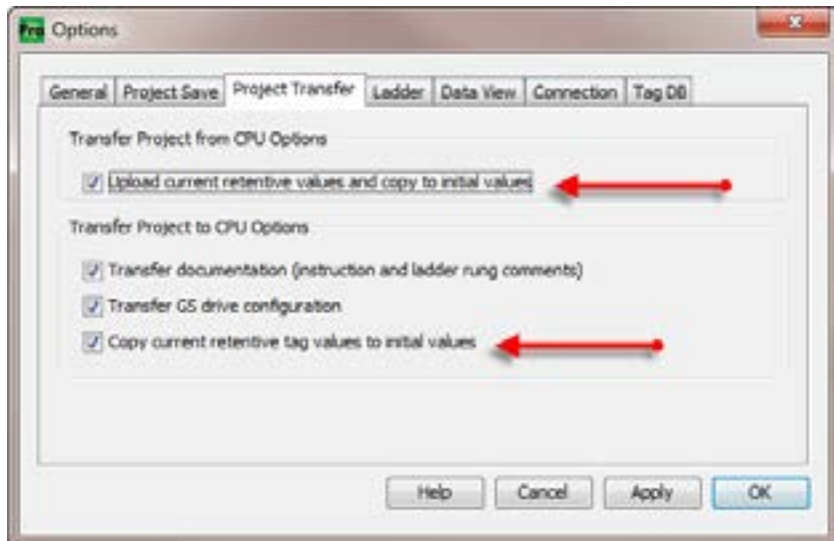 Pro Options
General Project Save Project Transfer Ladder Data View Connection Tag DB
Transfer Project from CPU Options
Upload current retentive values and copy to initial values
Transfer Project to CPU Options
Transfer documentation (instruction and ladder rung comments)
Transfer GS drive configuration
Copy current retentive tag values to initial values
Help Cancel Apply OK